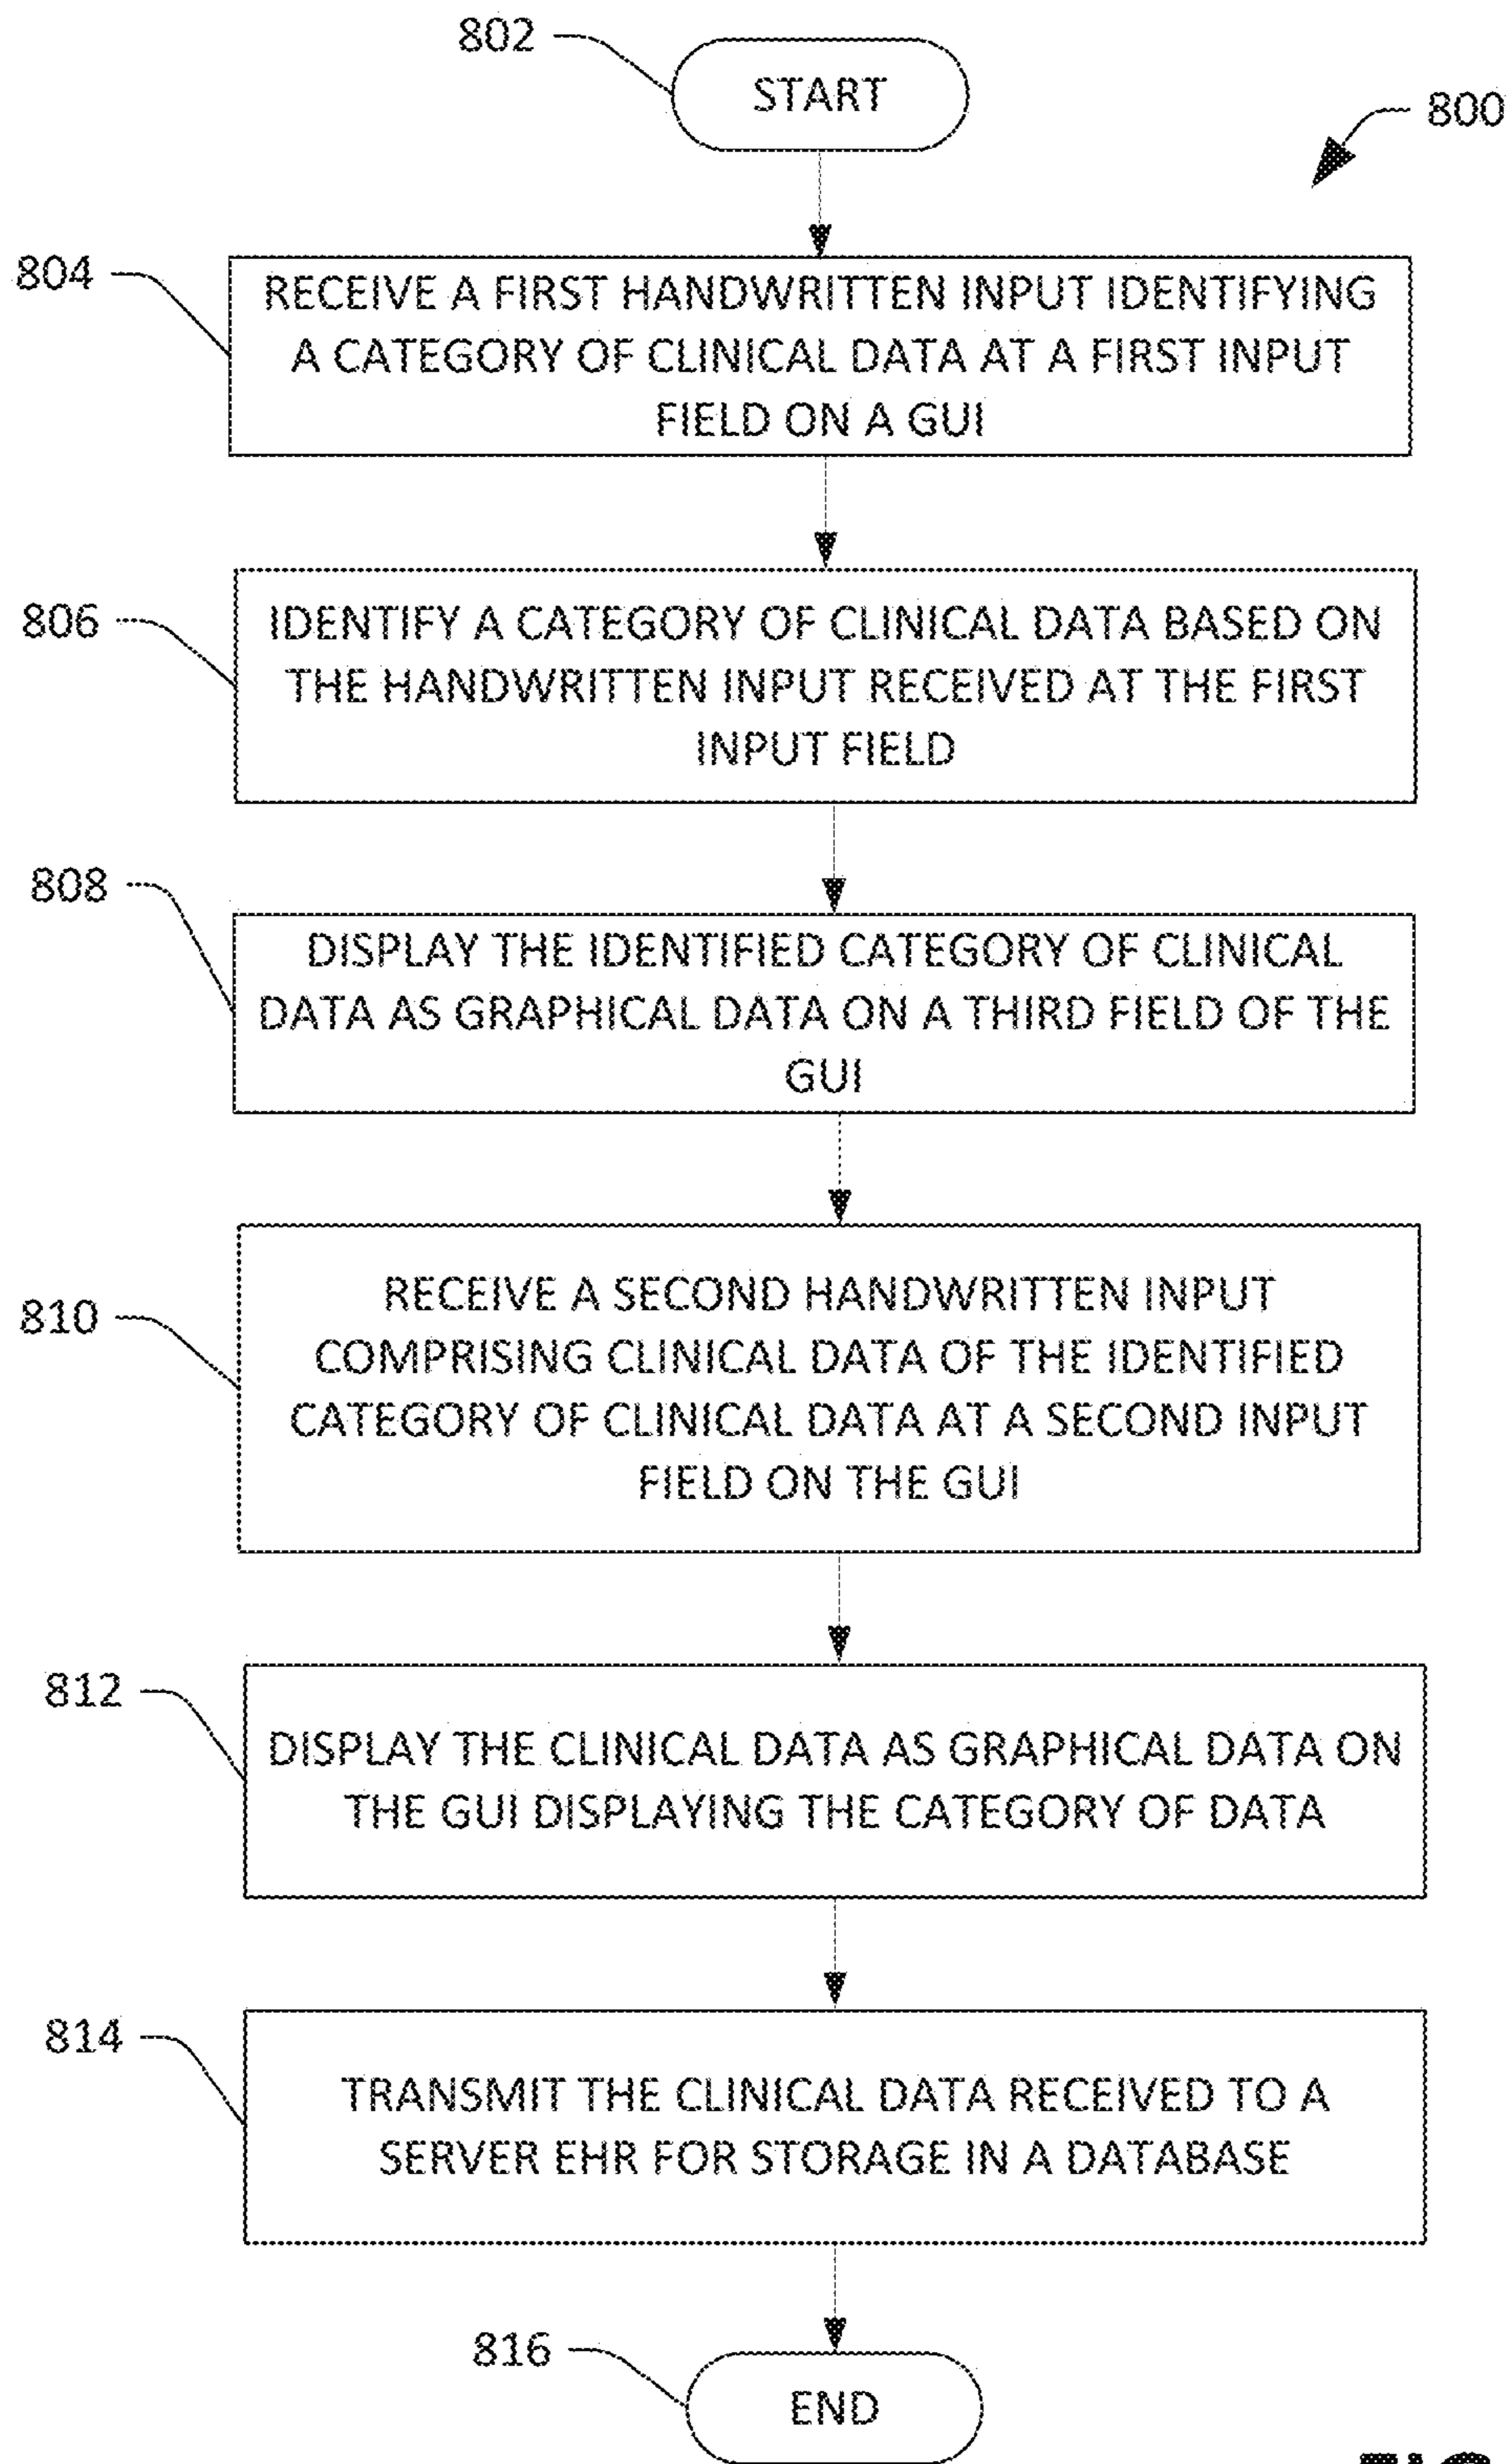 802
START
800
804
RECEIVE A FIRST HANDWRITTEN INPUT IDENTIFYING
A CATEGORY OF CLINICAL DATA AT A FIRST INPUT
FIELD ON A GUI
806
IDENTIFY A CATEGORY OF CLINICAL DATA BASED ON
THE HANDWRITTEN INPUT RECEIVED AT THE FIRST
INPUT FIELD
808
DISPLAY THE IDENTIFIED CATEGORY OF CLINICAL
DATA AS GRAPHICAL DATA ON A THIRD FIELD OF THE
GUI
810
RECEIVE A SECOND HANDWRITTEN INPUT
COMPRISING CLINICAL DATA OF THE IDENTIFIED
CATEGORY OF CLINICAL DATA AT A SECOND INPUT
FIELD ON THE GUI
812
DISPLAY THE CLINICAL DATA AS GRAPHICAL DATA ON
THE GUI DISPLAYING THE CATEGORY OF DATA
814
TRANSMIT THE CLINICAL DATA RECEIVED TO A
SERVER EHR FOR STORAGE IN A DATABASE
816
END